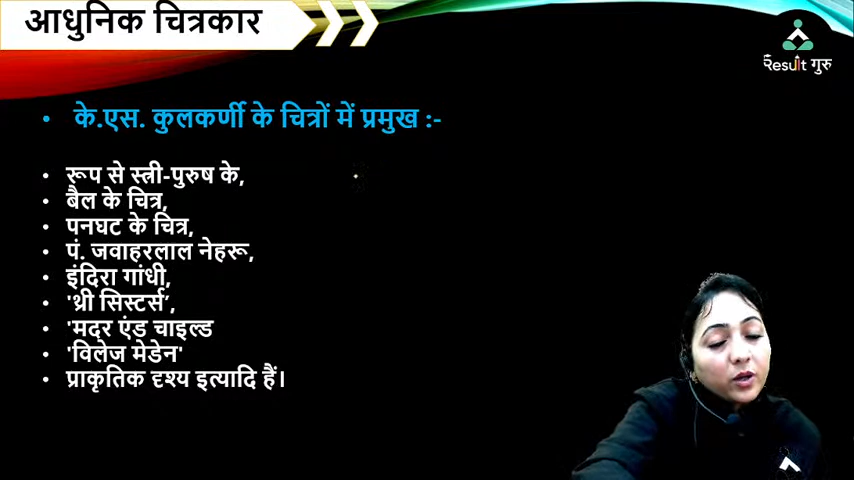 आधुनिक चित्रकार
Result गुरु
• के.एस. कुलकर्णी के चित्रों में प्रमुख :-
• रूप से स्त्री-पुरुष के,
• बैल के चित्र,
• पनघट के चित्र,
• पं. जवाहरलाल नेहरू,
• इंदिरा गांधी,
• 'थ्री सिस्टर्स',
• 'मदर एंड चाइल्ड
• 'विलेज मेडेन'
• प्राकृतिक दृश्य इत्यादि हैं।